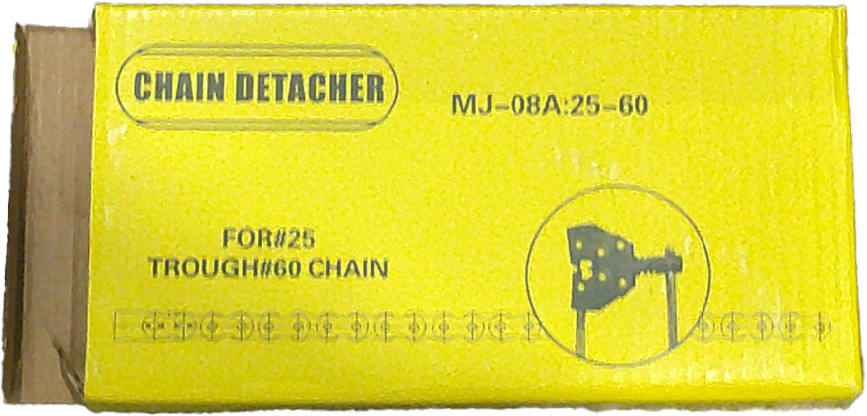 CHAIN DETACHER
MJ-08A:25-60
FOR#25
TROUGH#60 CHAIN